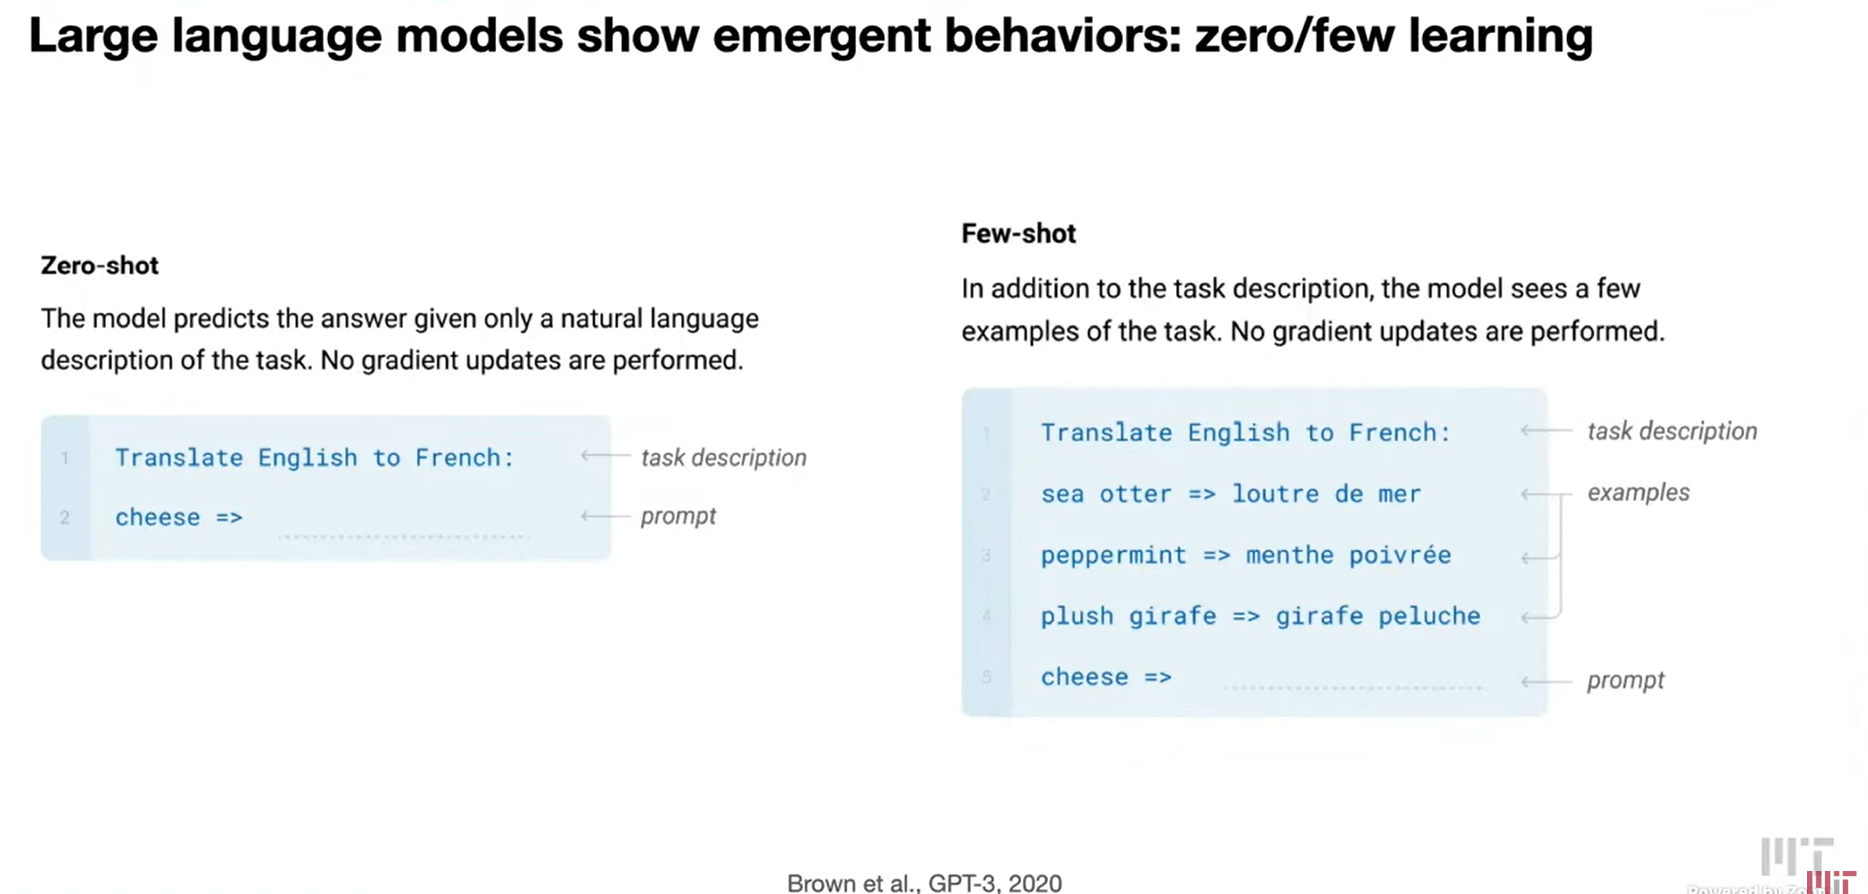 Large language models show emergent behaviors: zero/few learning
Zero-shot
The model predicts the answer given only a natural language
description of the task. No gradient updates are performed.
1 Translate English to French: task description
2 cheese => prompt
Few-shot
In addition to the task description, the model sees a few
examples of the task. No gradient updates are performed.
1 Translate English to French: task description
2 sea otter => loutre de mer examples
3 peppermint => menthe poivrée
4 plush girafe => girafe peluche
5 cheese => prompt
Brown et al., GPT-3, 2020
MIT
Powered by
MIT